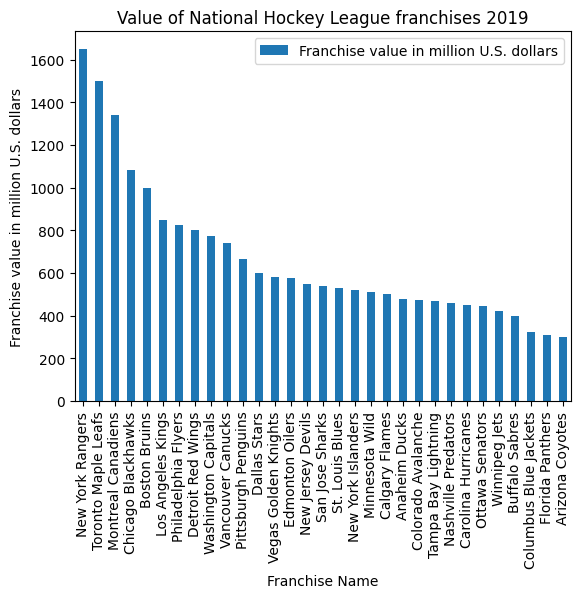 Value of National Hockey League franchises 2019
Franchise value in million U.S. dollars
Franchise value in million U.S. dollars
1600
1400
1200
1000
800
600
400
200
0
New York Rangers
Toronto Maple Leafs
Montreal Canadiens
Chicago Blackhawks
Boston Bruins
Los Angeles Kings
Philadelphia Flyers
Detroit Red Wings
Washington Capitals
Vancouver Canucks
Pittsburgh Penguins
Dallas Stars
Vegas Golden Knights
Edmonton Oilers
New Jersey Devils
San Jose Sharks
St. Louis Blues
New York Islanders
Minnesota Wild
Calgary Flames
Anaheim Ducks
Colorado Avalanche
Tampa Bay Lightning
Nashville Predators
Carolina Hurricanes
Ottawa Senators
Winnipeg Jets
Buffalo Sabres
Columbus Blue Jackets
Florida Panthers
Arizona Coyotes
Franchise Name